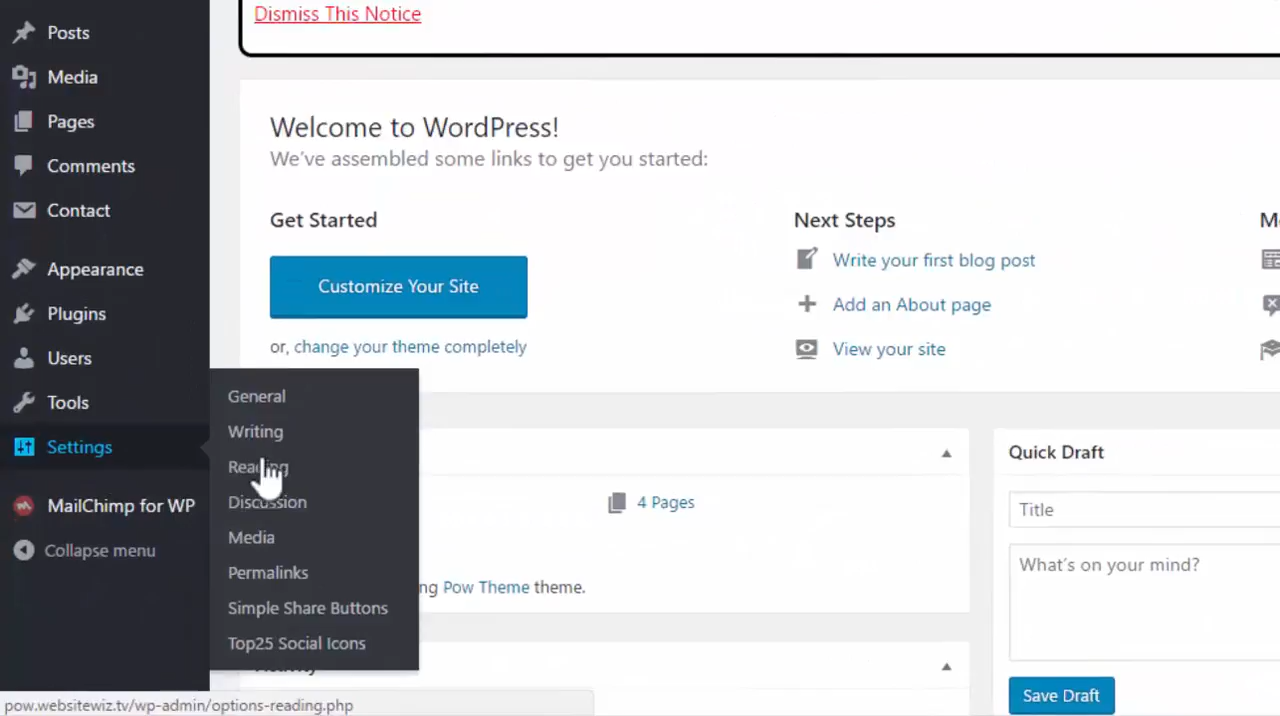 Dismiss This Notice
Posts
Media
Pages
Comments
Contact
Appearance
Plugins
Users
Tools
Settings
MailChimp for WP
Collapse menu
General
Writing
Reading
Discussion
Media
Permalinks
Simple Share Buttons
Top25 Social Icons
Welcome to WordPress!
We've assembled some links to get you started:
Get Started
Customize Your Site
or, change your theme completely
Next Steps
Write your first blog post
Add an About page
View your site
4 Pages
Pow Theme theme.
Quick Draft
Title
What's on your mind?
Save Draft
pow.websitewiz.tv/wp-admin/options-reading.php